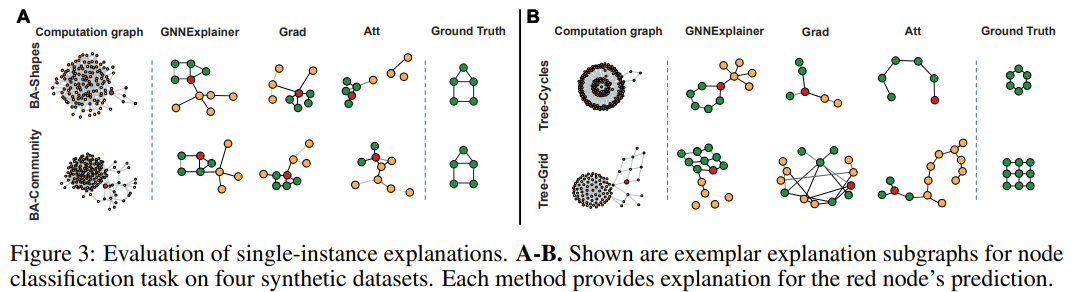 A
Computation graph GNNExplainer Grad Att Ground Truth
BA-Shapes
BA-Community
B
Computation graph GNNExplainer Grad Att Ground Truth
Tree-Cycles
Tree-Grid
Figure 3: Evaluation of single-instance explanations. A-B. Shown are exemplar explanation subgraphs for node
classification task on four synthetic datasets. Each method provides explanation for the red node's prediction.